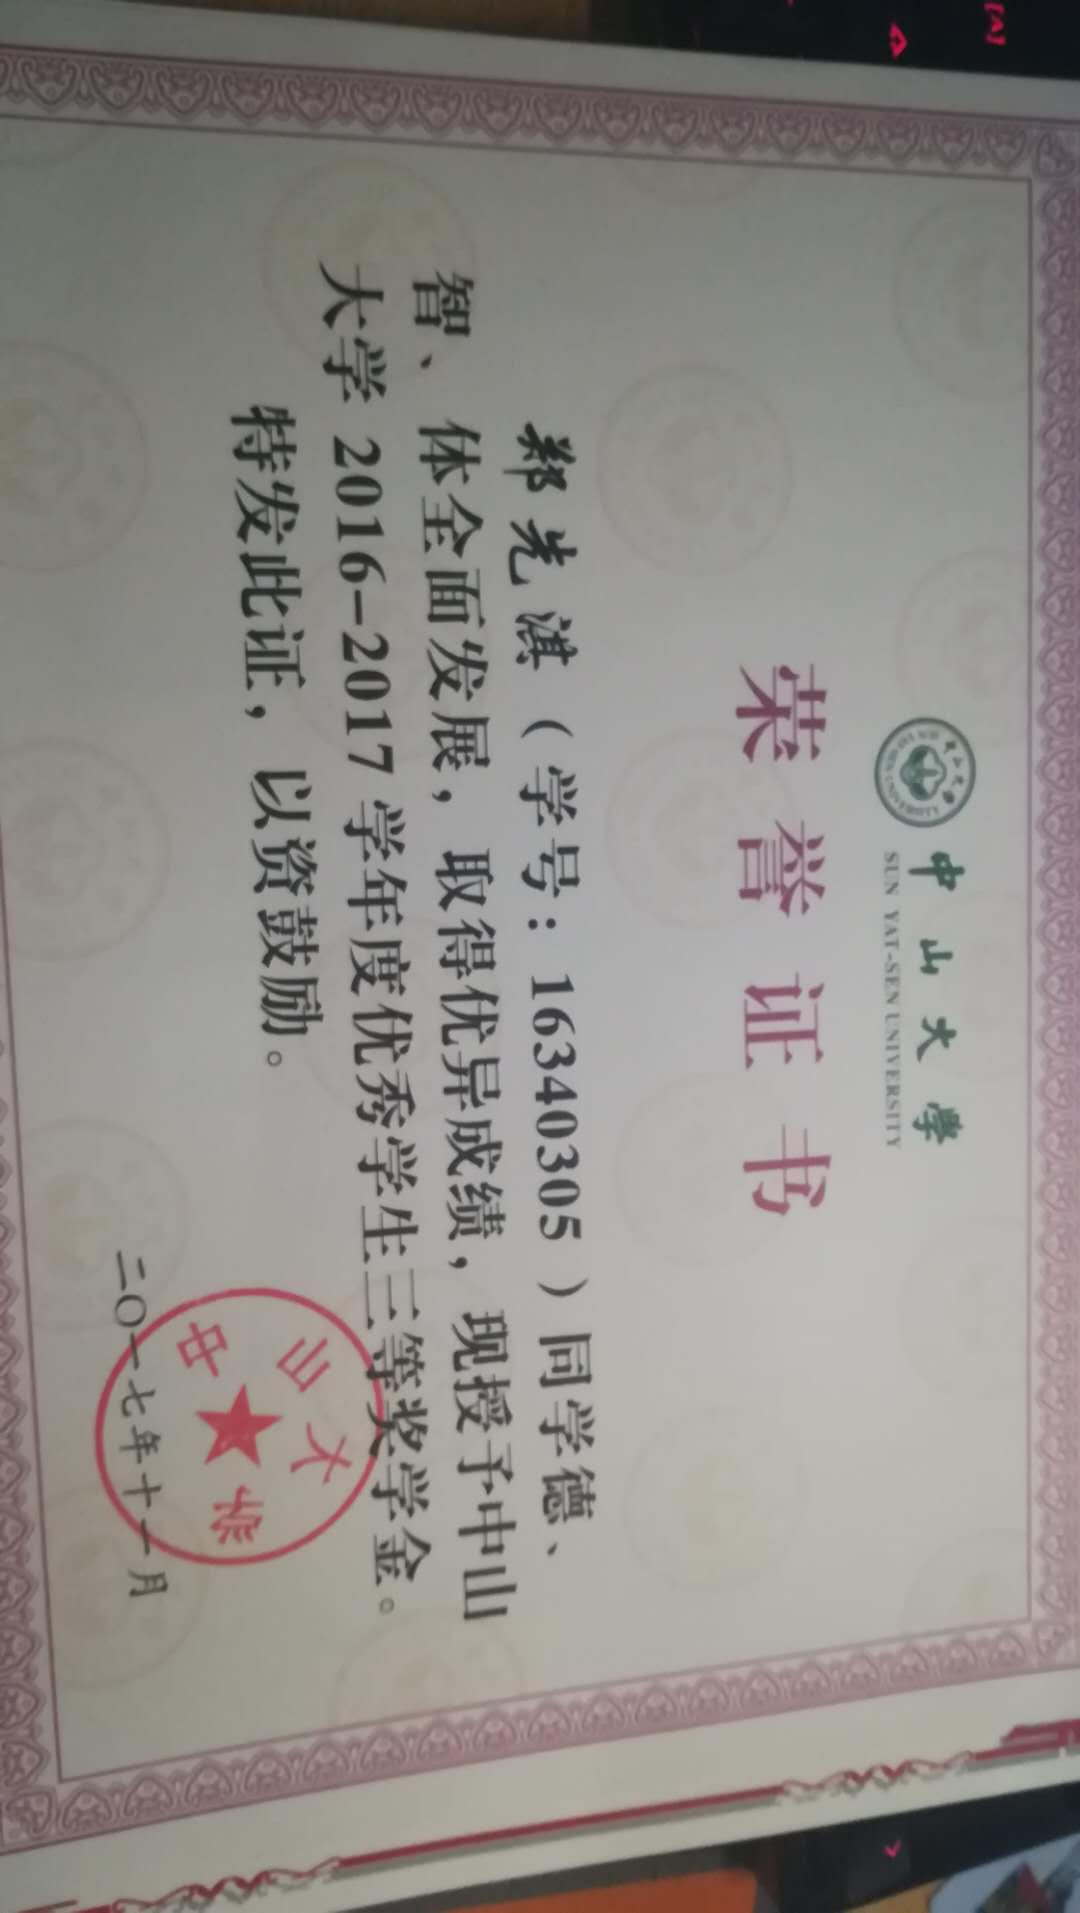 中山大学
SUN YAT-SEN UNIVERSITY
荣誉证书
郑光淇（学号：16340305）同学德、
智、体全面发展，取得优异成绩，现授予中山
大学 2016-2017 学年度优秀学生三等奖学金。
特发此证，以资鼓励。
中山大学
二〇一七年十一月